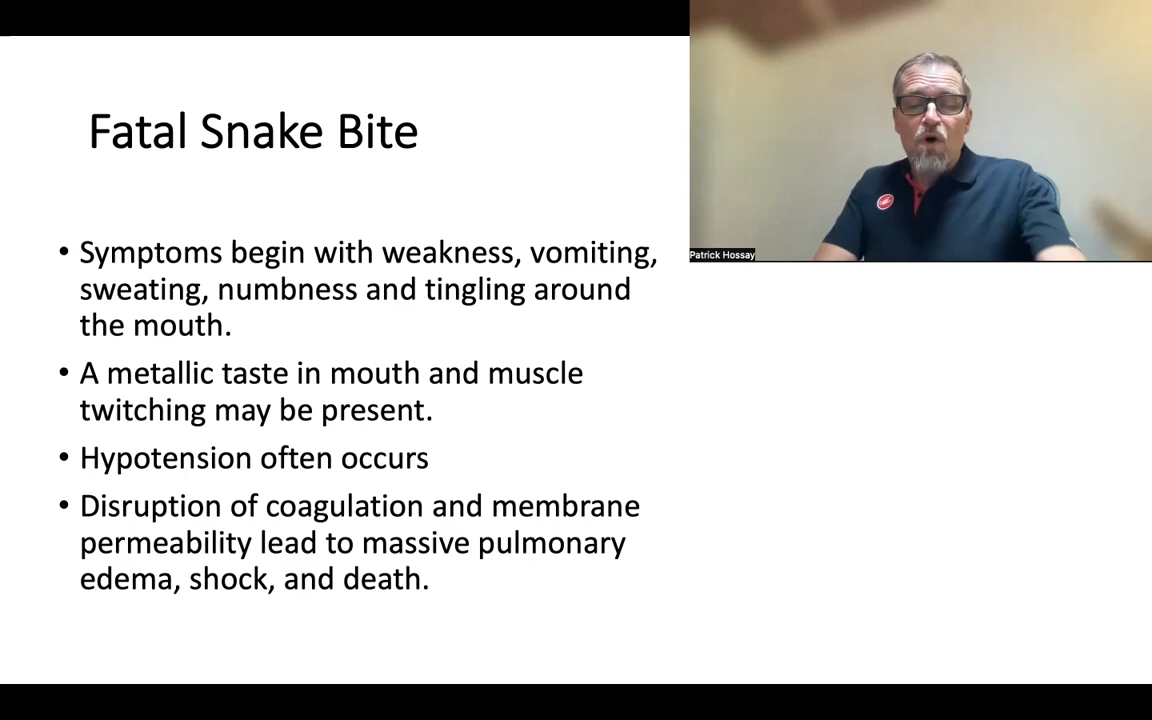 Fatal Snake Bite
• Symptoms begin with weakness, vomiting,
sweating, numbness and tingling around
the mouth.
• A metallic taste in mouth and muscle
twitching may be present.
• Hypotension often occurs
• Disruption of coagulation and membrane
permeability lead to massive pulmonary
edema, shock, and death.
Patrick Hossay